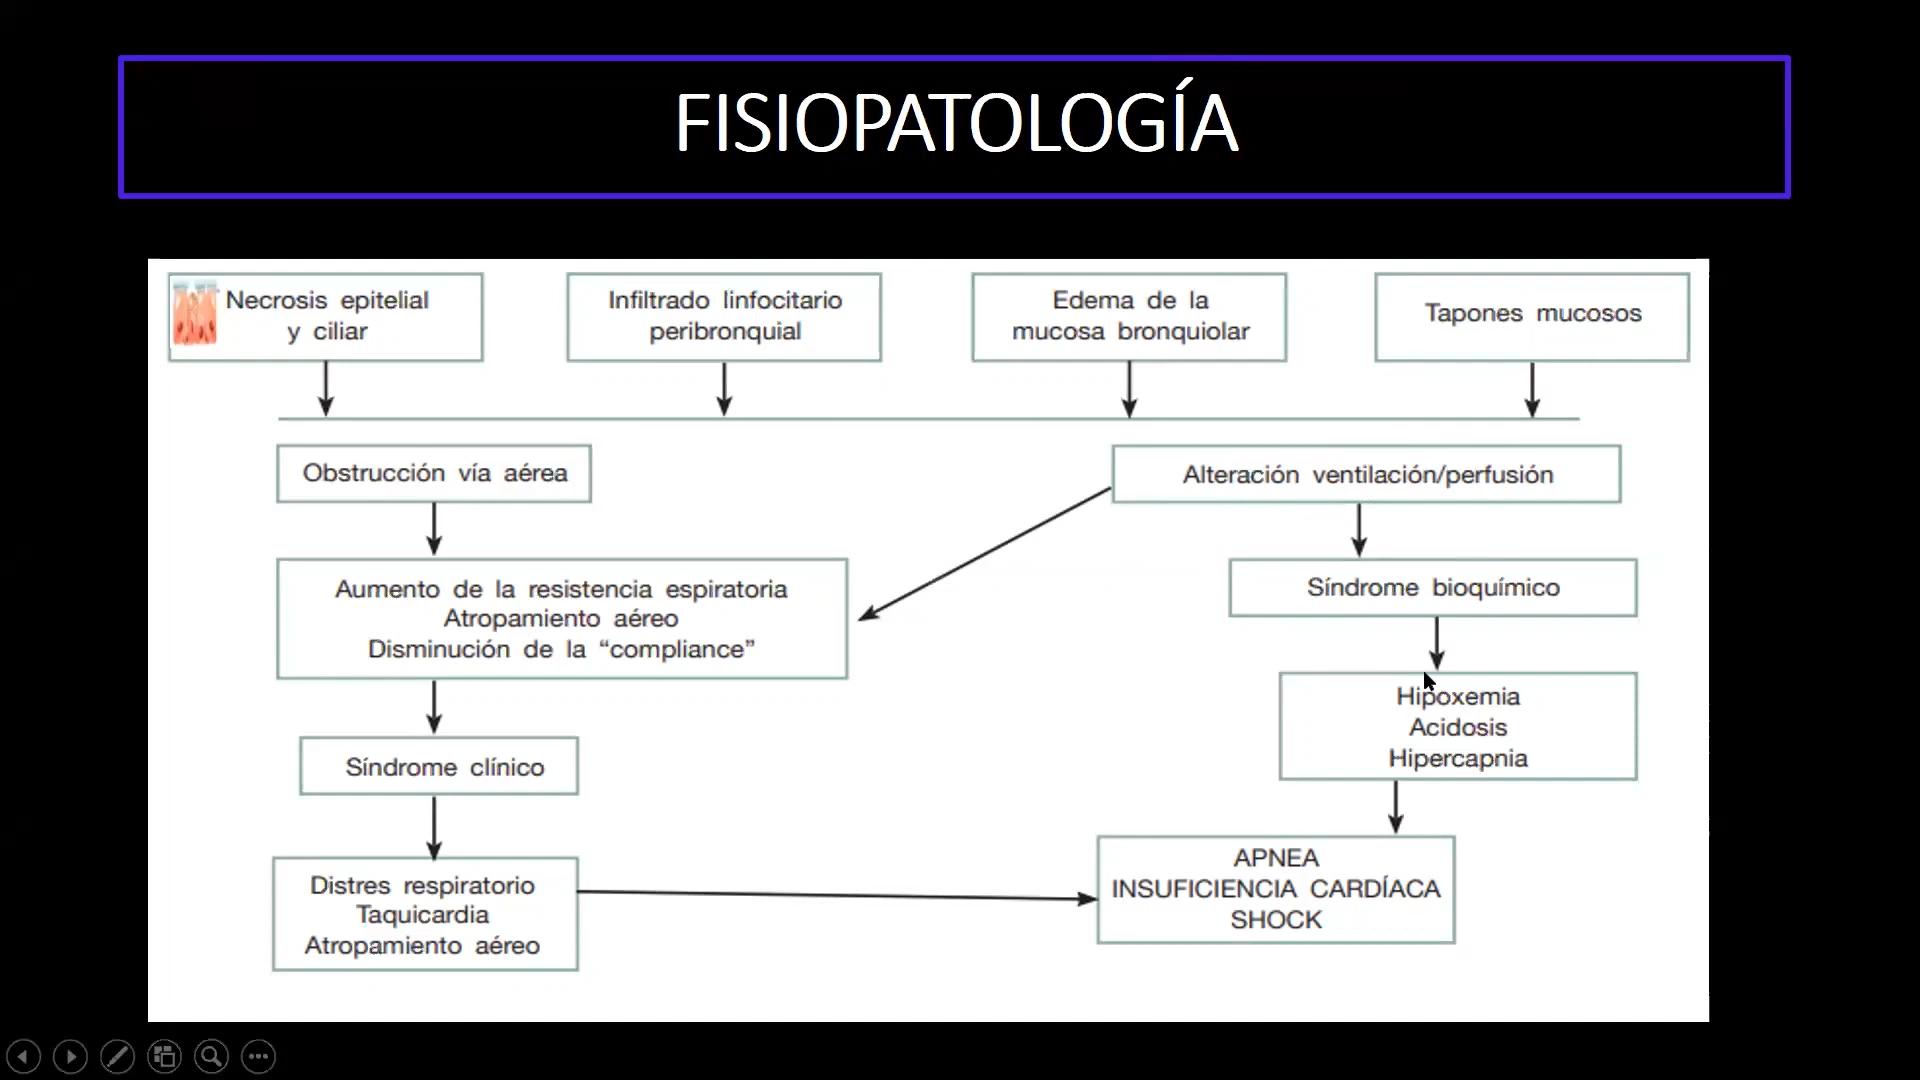 FISIOPATOLOGÍA
Necrosis epitelial
y ciliar
Infiltrado linfocitario
peribronquial
Edema de la
mucosa bronquiolar
Tapones mucosos
Obstrucción vía aérea
Alteración ventilación/perfusión
Aumento de la resistencia espiratoria
Atropamiento aéreo
Disminución de la “compliance”
Síndrome bioquímico
Hipoxemia
Acidosis
Hipercapnia
Síndrome clínico
Distres respiratorio
Taquicardia
Atropamiento aéreo
APNEA
INSUFICIENCIA CARDÍACA
SHOCK